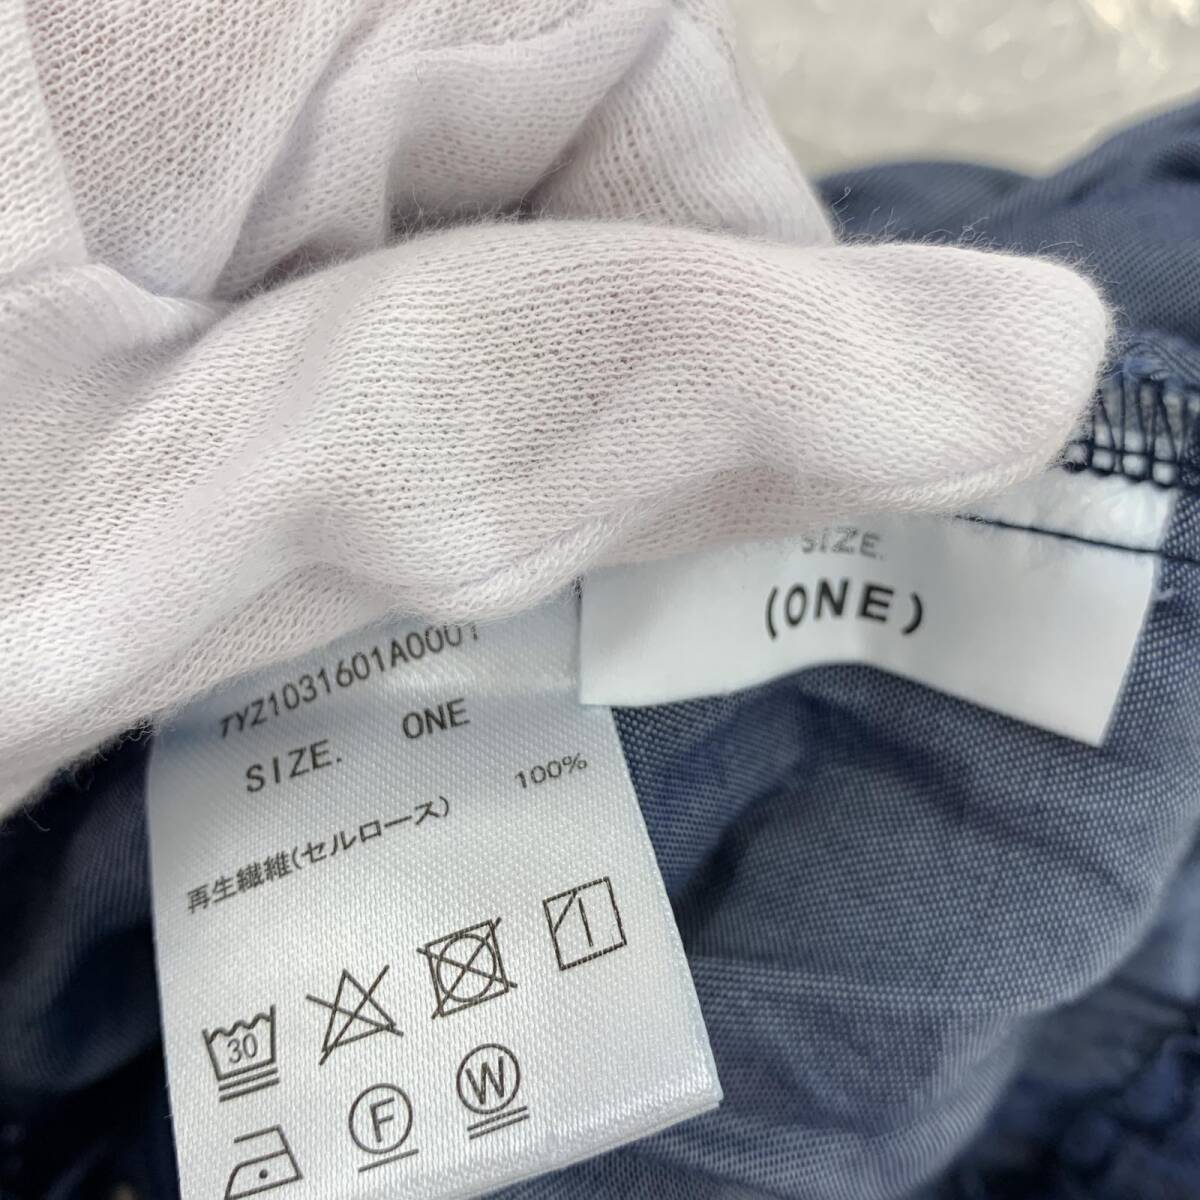 SIZE.
(ONE)
TYZ1031601A0001
SIZE. ONE
再生繊維(セルロース) 100%
30
F
W